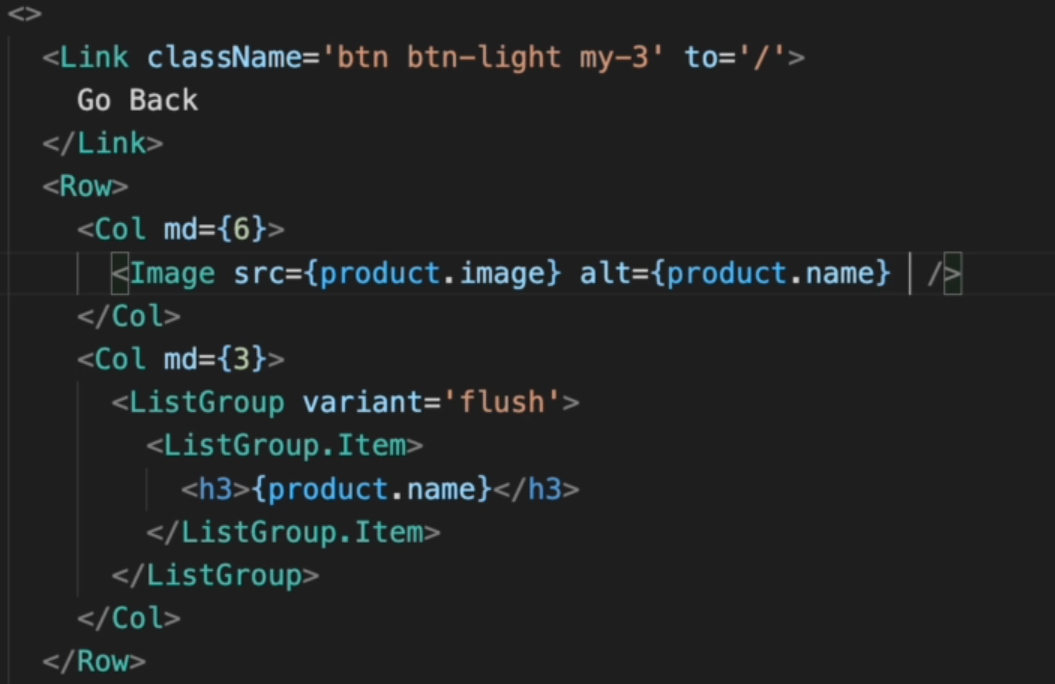 <>
<Link className='btn btn-light my-3' to='/'>
Go Back
</Link>
<Row>
<Col md={6}>
<Image src={product.image} alt={product.name} />
</Col>
<Col md={3}>
<ListGroup variant='flush'>
<ListGroup.Item>
<h3>{product.name}</h3>
</ListGroup.Item>
</ListGroup>
</Col>
</Row>